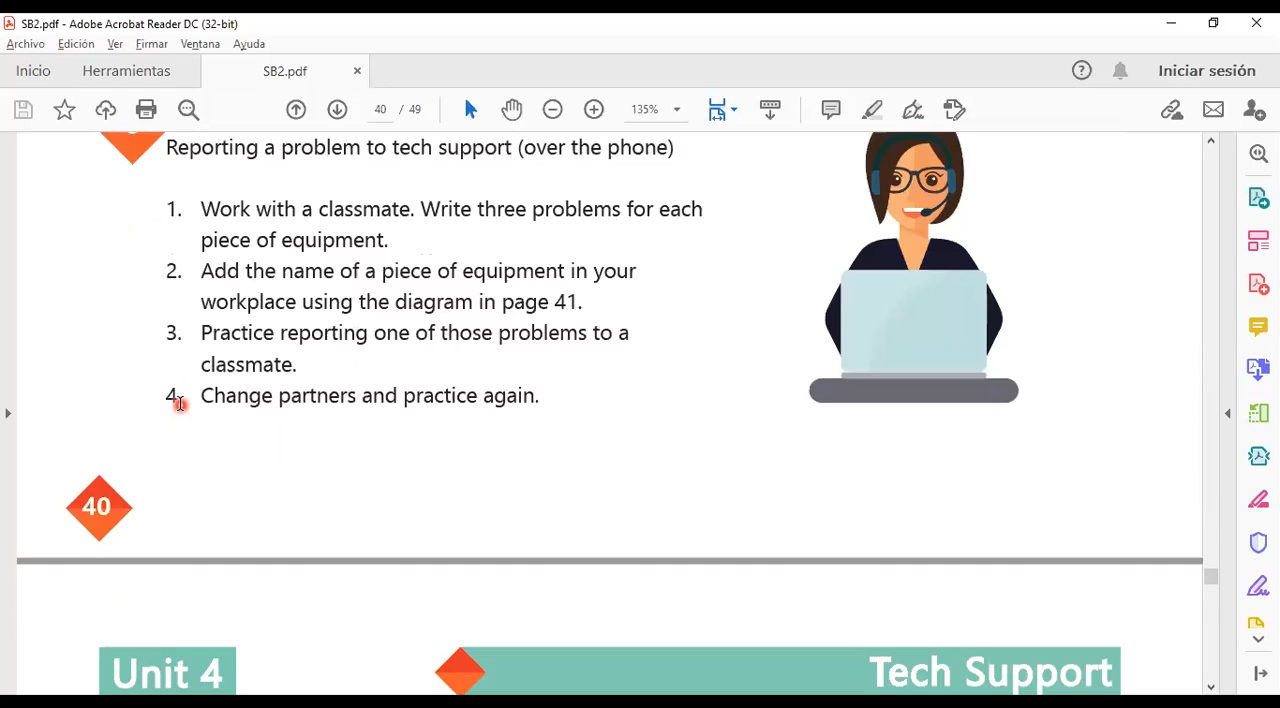 SB2.pdf - Adobe Acrobat Reader DC (32-bit)
Archivo Edición Ver Firmar Ventana Ayuda
Inicio Herramientas SB2.pdf × Iniciar sesión
40 / 49 135%
Reporting a problem to tech support (over the phone)
1. Work with a classmate. Write three problems for each
piece of equipment.
2. Add the name of a piece of equipment in your
workplace using the diagram in page 41.
3. Practice reporting one of those problems to a
classmate.
4. Change partners and practice again.
40
Unit 4 Tech Support